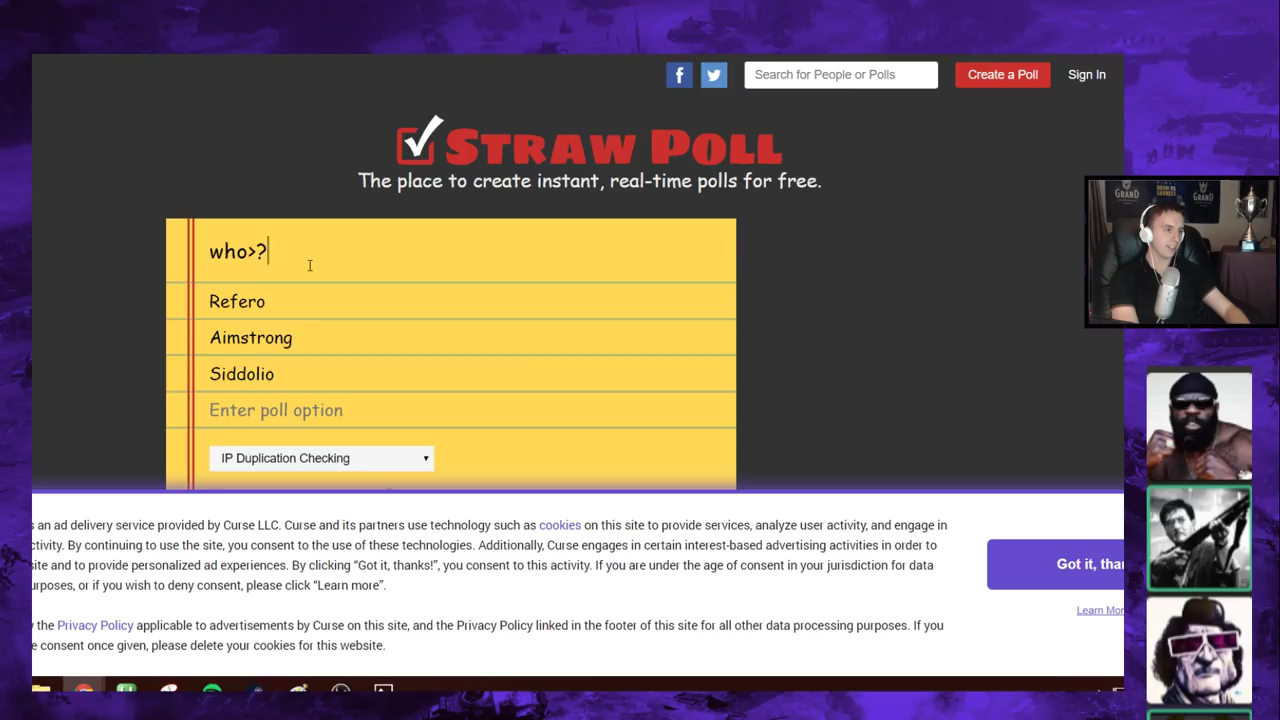 Search for People or Polls
Create a Poll
Sign In
STRAW POLL
The place to create instant, real-time polls for free.
who>?
Refero
Aimstrong
Siddolio
Enter poll option
IP Duplication Checking
s an ad delivery service provided by Curse LLC. Curse and its partners use technology such as cookies on this site to provide services, analyze user activity, and engage in
ctivity. By continuing to use the site, you consent to the use of these technologies. Additionally, Curse engages in certain interest-based advertising activities in order to
site and to provide personalized ad experiences. By clicking “Got it, thanks!”, you consent to this activity. If you are under the age of consent in your jurisdiction for data
urposes, or if you wish to deny consent, please click “Learn more”.
Got it, than
Learn Mor
y the Privacy Policy applicable to advertisements by Curse on this site, and the Privacy Policy linked in the footer of this site for all other data processing purposes. If you
e consent once given, please delete your cookies for this website.
GRAND
GRAND